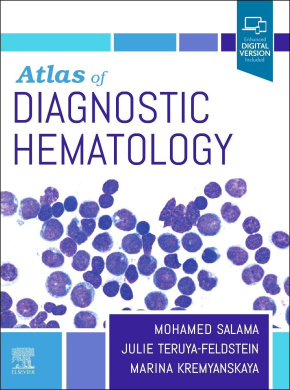 Enhanced
DIGITAL
VERSION
Included
Atlas of
DIAGNOSTIC
HEMATOLOGY
MOHAMED SALAMA
JULIE TERUYA-FELDSTEIN
MARINA KREMYANSKAYA
ELSEVIER